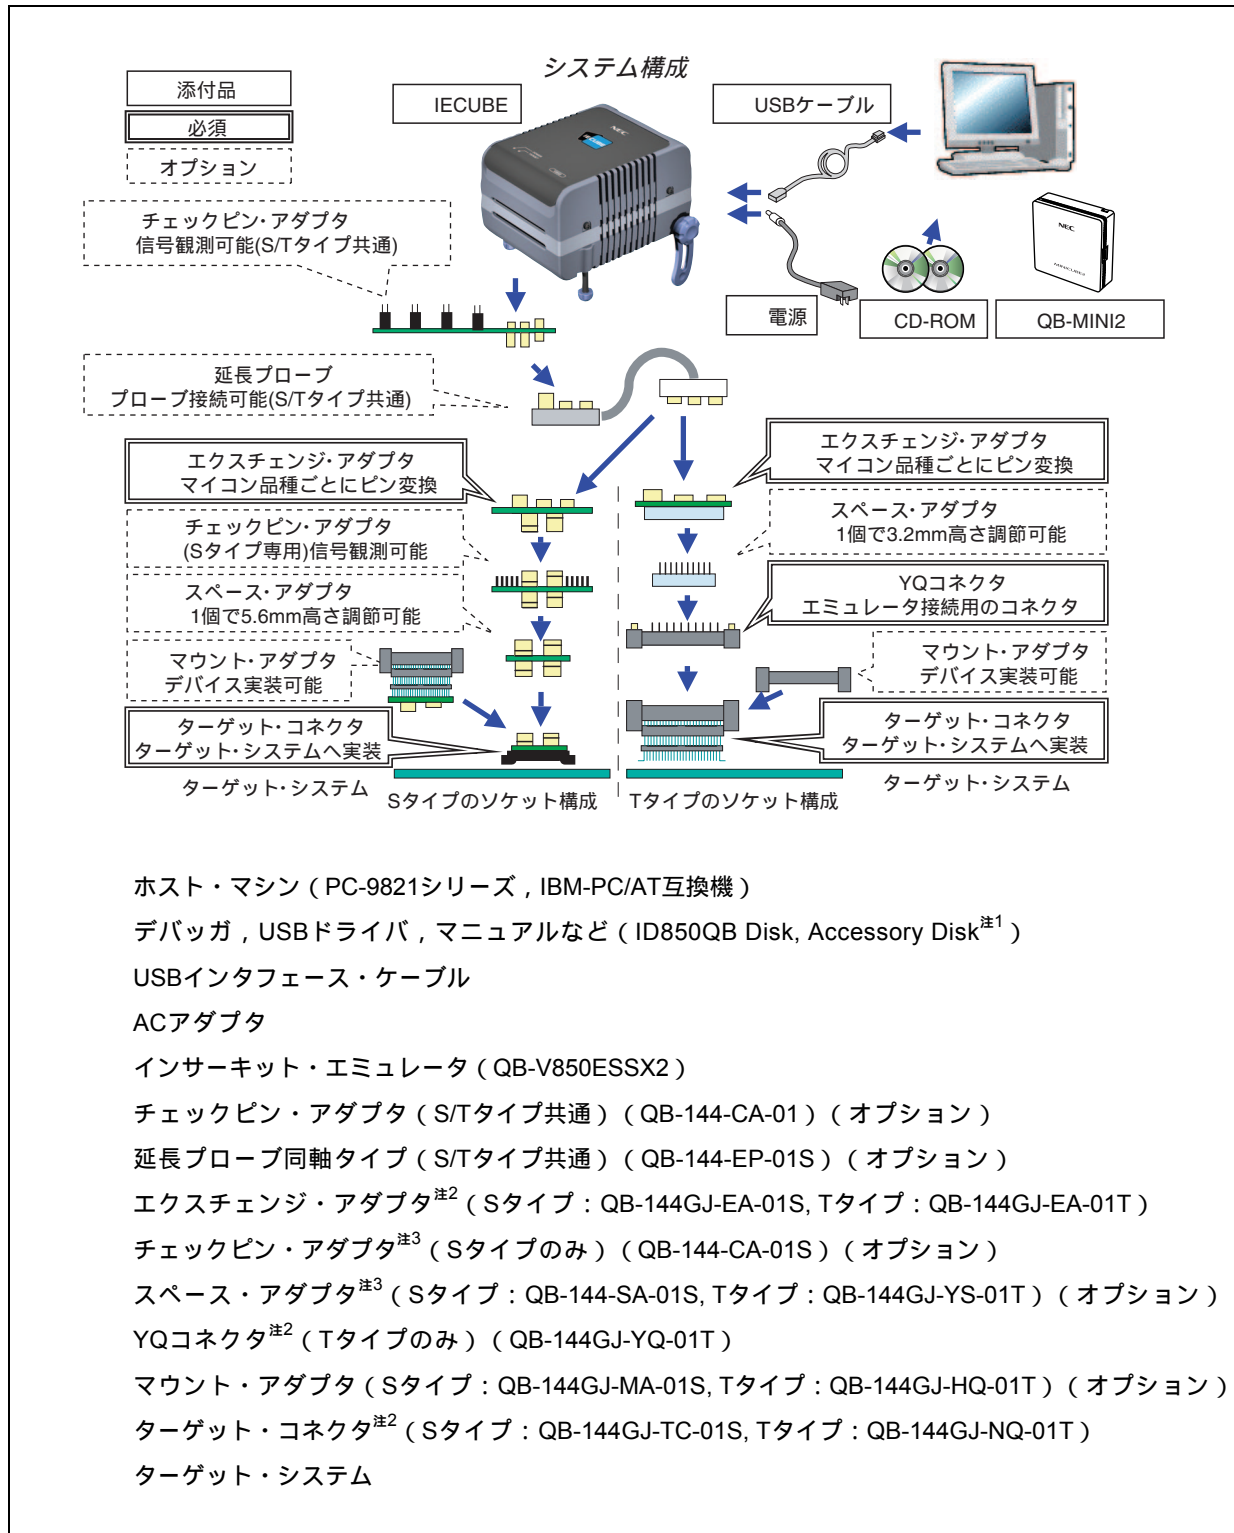 システム構成
添付品
必須
オプション
IECUBE
USBケーブル
NEC
チェックピン・アダプタ
信号観測可能(S/Tタイプ共通)
NEC
電源
CD-ROM
QB-MINI2
延長プローブ
プローブ接続可能(S/Tタイプ共通)
エクスチェンジ・アダプタ
マイコン品種ごとにピン変換
チェックピン・アダプタ
(Sタイプ専用)信号観測可能
スペース・アダプタ
1個で5.6mm高さ調節可能
マウント・アダプタ
デバイス実装可能
ターゲット・コネクタ
ターゲット・システムへ実装
ターゲット・システム
Sタイプのソケット構成
エクスチェンジ・アダプタ
マイコン品種ごとにピン変換
スペース・アダプタ
1個で3.2mm高さ調節可能
YQコネクタ
エミュレータ接続用のコネクタ
マウント・アダプタ
デバイス実装可能
ターゲット・コネクタ
ターゲット・システムへ実装
ターゲット・システム
Tタイプのソケット構成
ホスト・マシン（PC-9821シリーズ，IBM-PC/AT互換機）
デバッガ，USBドライバ，マニュアルなど（ID850QB Disk, Accessory Disk注1）
USBインタフェース・ケーブル
ACアダプタ
インサーキット・エミュレータ（QB-V850ESSX2）
チェックピン・アダプタ（S/Tタイプ共通）（QB-144-CA-01）（オプション）
延長プローブ同軸タイプ（S/Tタイプ共通）（QB-144-EP-01S）（オプション）
エクスチェンジ・アダプタ注2（Sタイプ：QB-144GJ-EA-01S, Tタイプ：QB-144GJ-EA-01T）
チェックピン・アダプタ注3（Sタイプのみ）（QB-144-CA-01S）（オプション）
スペース・アダプタ注3（Sタイプ：QB-144-SA-01S, Tタイプ：QB-144GJ-YS-01T）（オプション）
YQコネクタ注2（Tタイプのみ）（QB-144GJ-YQ-01T）
マウント・アダプタ（Sタイプ：QB-144GJ-MA-01S, Tタイプ：QB-144GJ-HQ-01T）（オプション）
ターゲット・コネクタ注2（Sタイプ：QB-144GJ-TC-01S, Tタイプ：QB-144GJ-NQ-01T）
ターゲット・システム